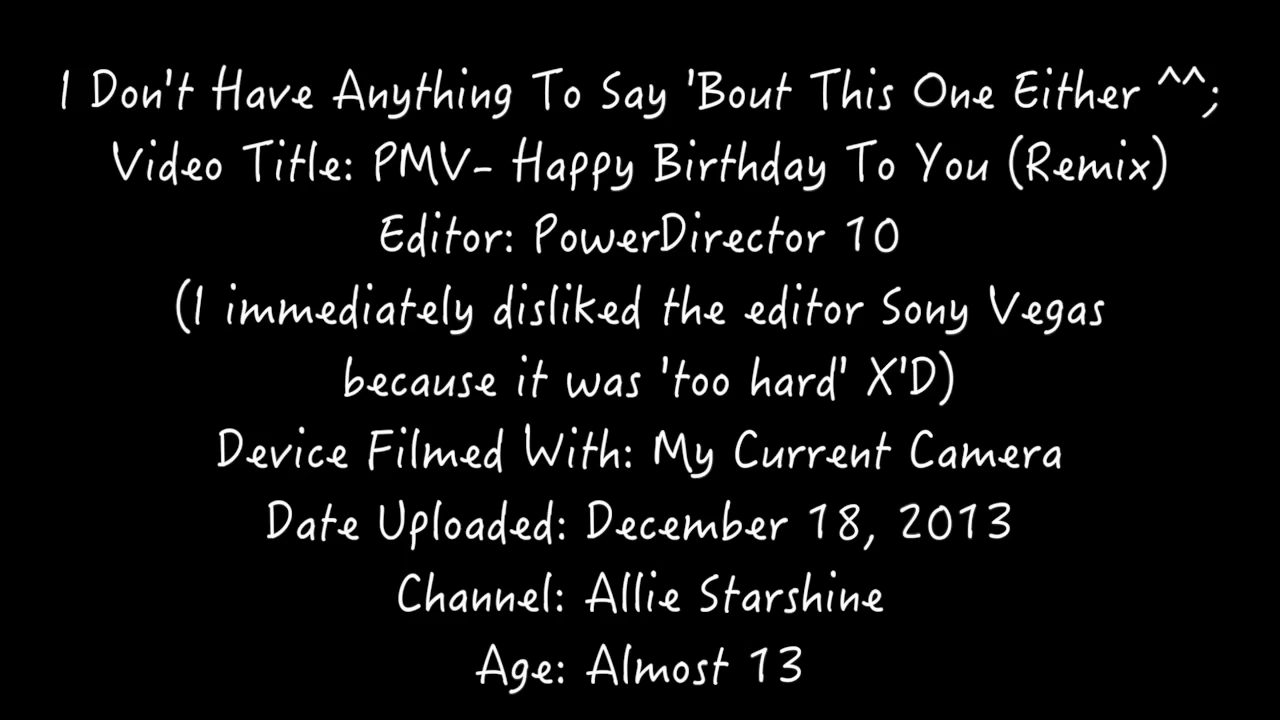 I Don't Have Anything To Say 'Bout This One Either ^^;
Video Title: PMV- Happy Birthday To You (Remix)
Editor: PowerDirector 10
(I immediately disliked the editor Sony Vegas
because it was 'too hard' X'D)
Device Filmed With: My Current Camera
Date Uploaded: December 18, 2013
Channel: Allie Starshine
Age: Almost 13